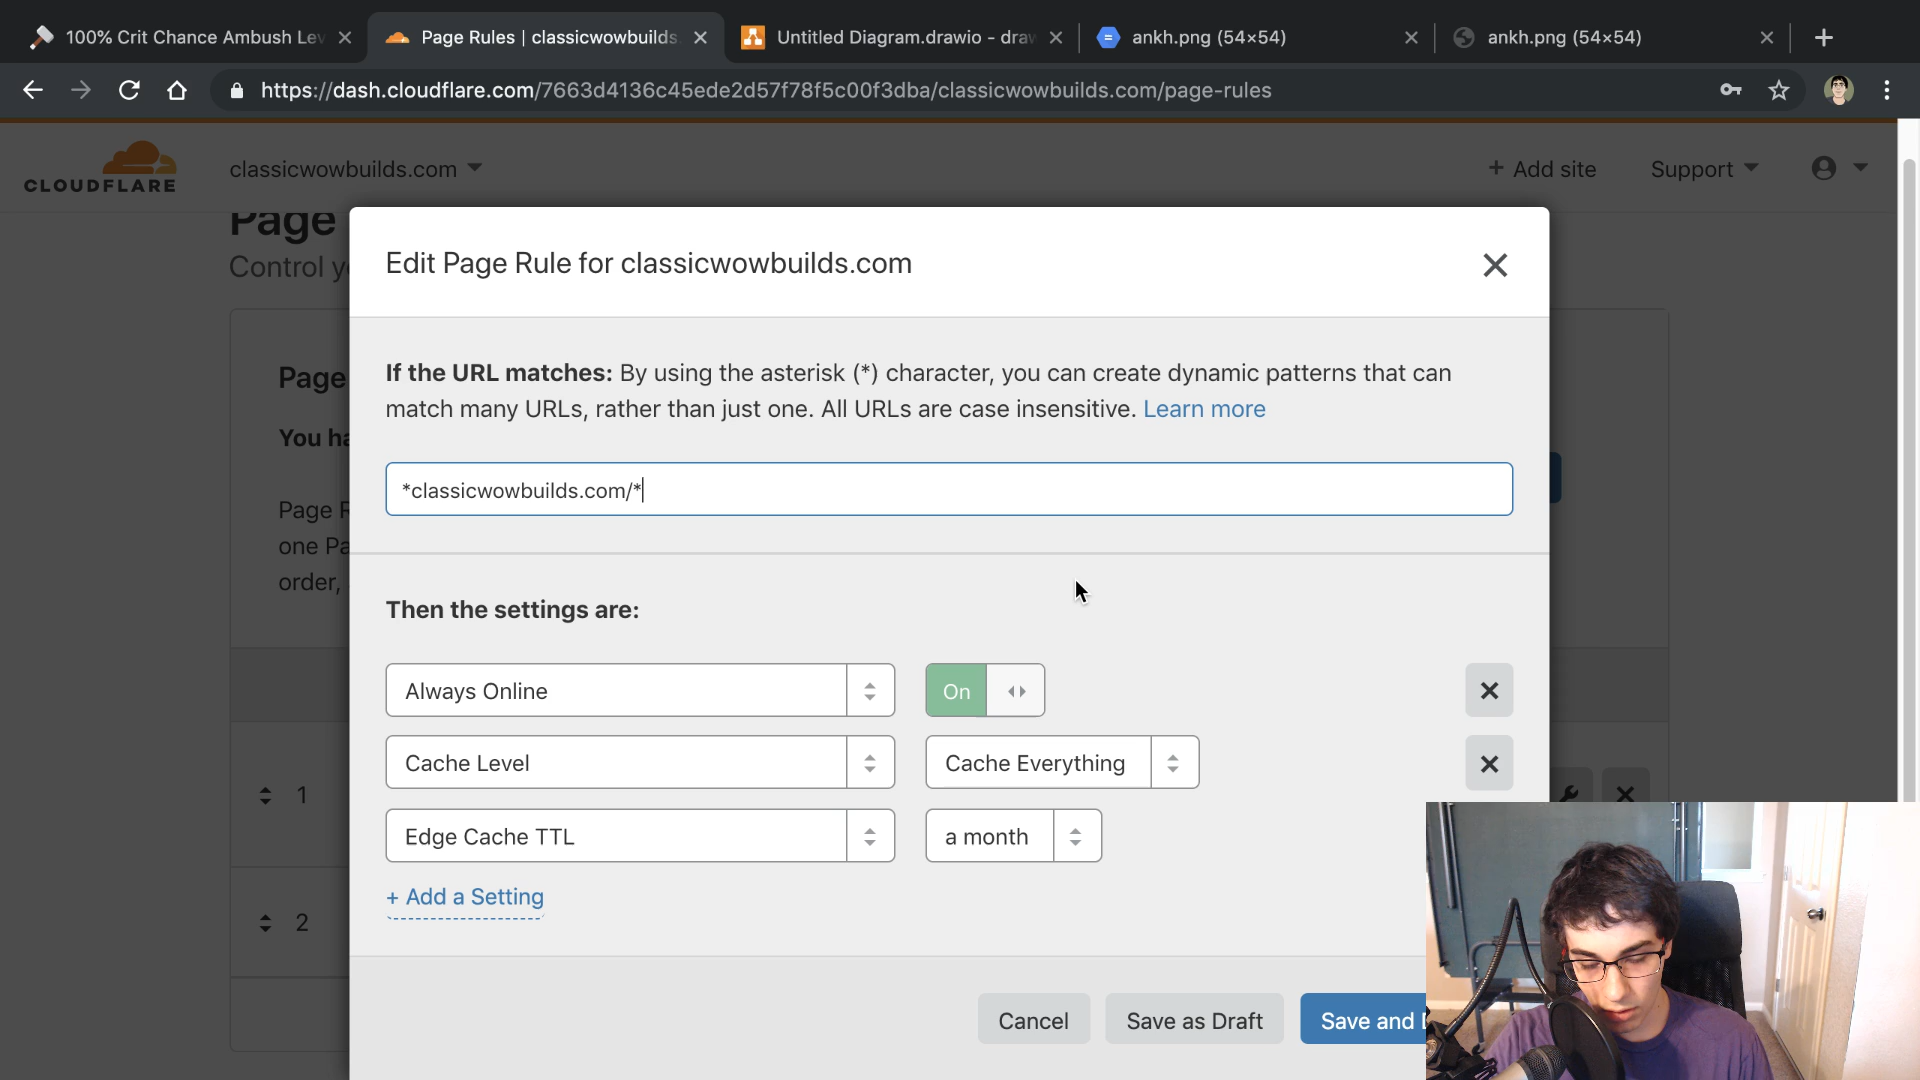 100% Crit Chance Ambush Lev
Page Rules | classicwowbuilds.
Untitled Diagram.drawio - draw
ankh.png (54×54)
ankh.png (54×54)
https://dash.cloudflare.com/7663d4136c45ede2d57f78f5c00f3dba/classicwowbuilds.com/page-rules
CLOUDFLARE
classicwowbuilds.com
+ Add site
Support
Page
Control y
Edit Page Rule for classicwowbuilds.com
If the URL matches: By using the asterisk (*) character, you can create dynamic patterns that can
match many URLs, rather than just one. All URLs are case insensitive. Learn more
Page
You ha
*classicwowbuilds.com/*
Page R
one Pa
order,
Then the settings are:
Always Online
On
Cache Level
Cache Everything
1
Edge Cache TTL
a month
+ Add a Setting
2
Cancel
Save as Draft
Save and